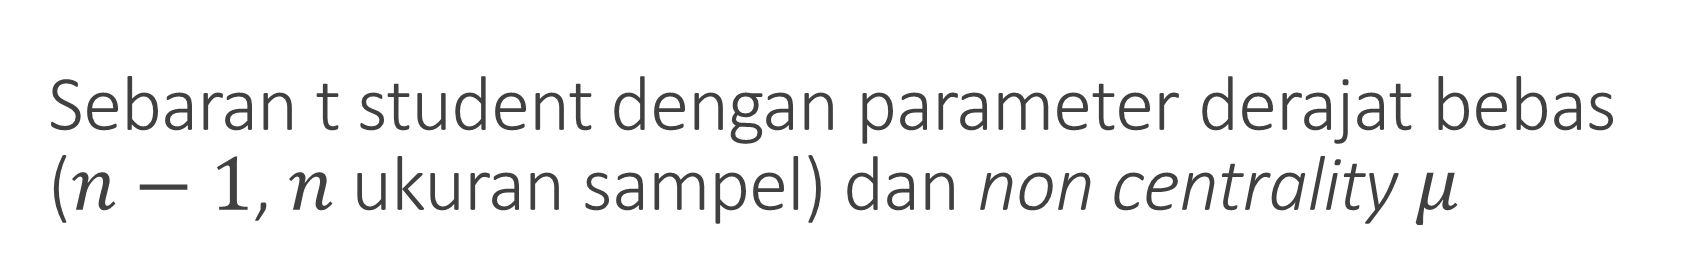 Sebaran t student dengan parameter derajat bebas
(𝑛 − 1, 𝑛 ukuran sampel) dan non centrality 𝜇